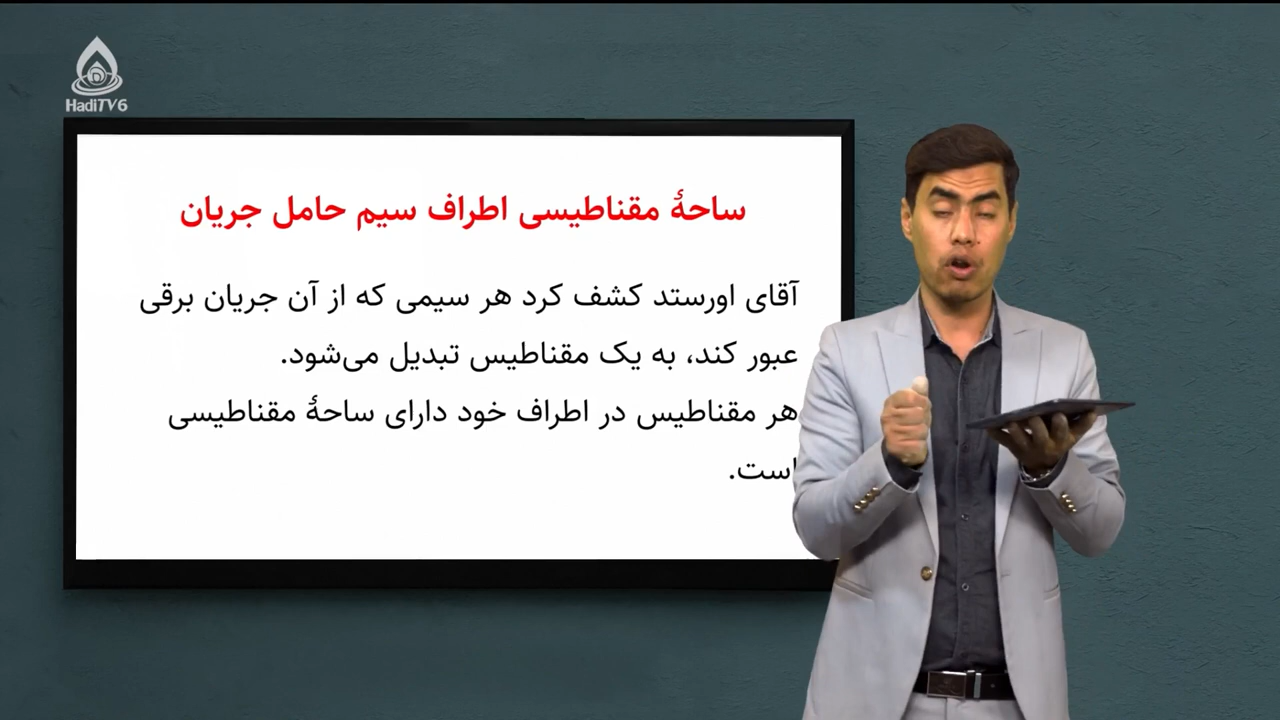 HadiTV6
ساحهٔ مقناطیسی اطراف سیم حامل جریان
آقای اورستد کشف کرد هر سیمی که از آن جریان برقی
عبور کند، به یک مقناطیس تبدیل می‌شود.
هر مقناطیس در اطراف خود دارای ساحهٔ مقناطیسی
است.